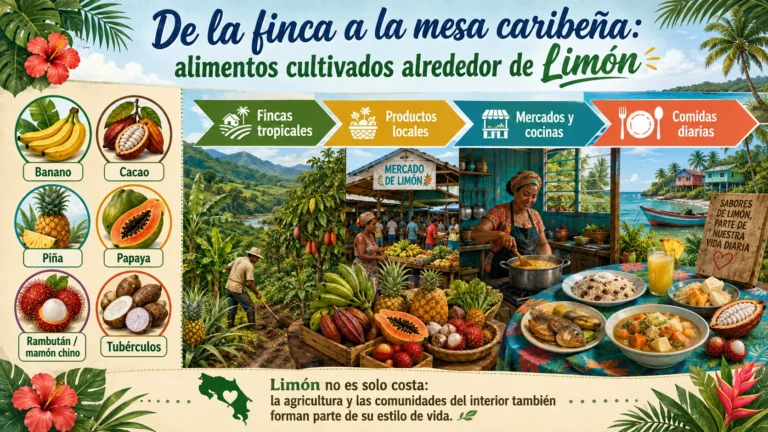 De la finca a la mesa caribeña:
alimentos cultivados alrededor de Limón
Fincas
tropicales
Productos
locales
Mercados y
cocinas
Comidas
diarias
Banano
Cacao
Piña
Papaya
Rambután /
mamón chino
Tubérculos
MERCADO
DE LIMÓN
SABORES
DE LIMÓN,
PARTE DE
NUESTRA
VIDA DIARIA
Limón no es solo costa:
la agricultura y las comunidades del interior también
forman parte de su estilo de vida.